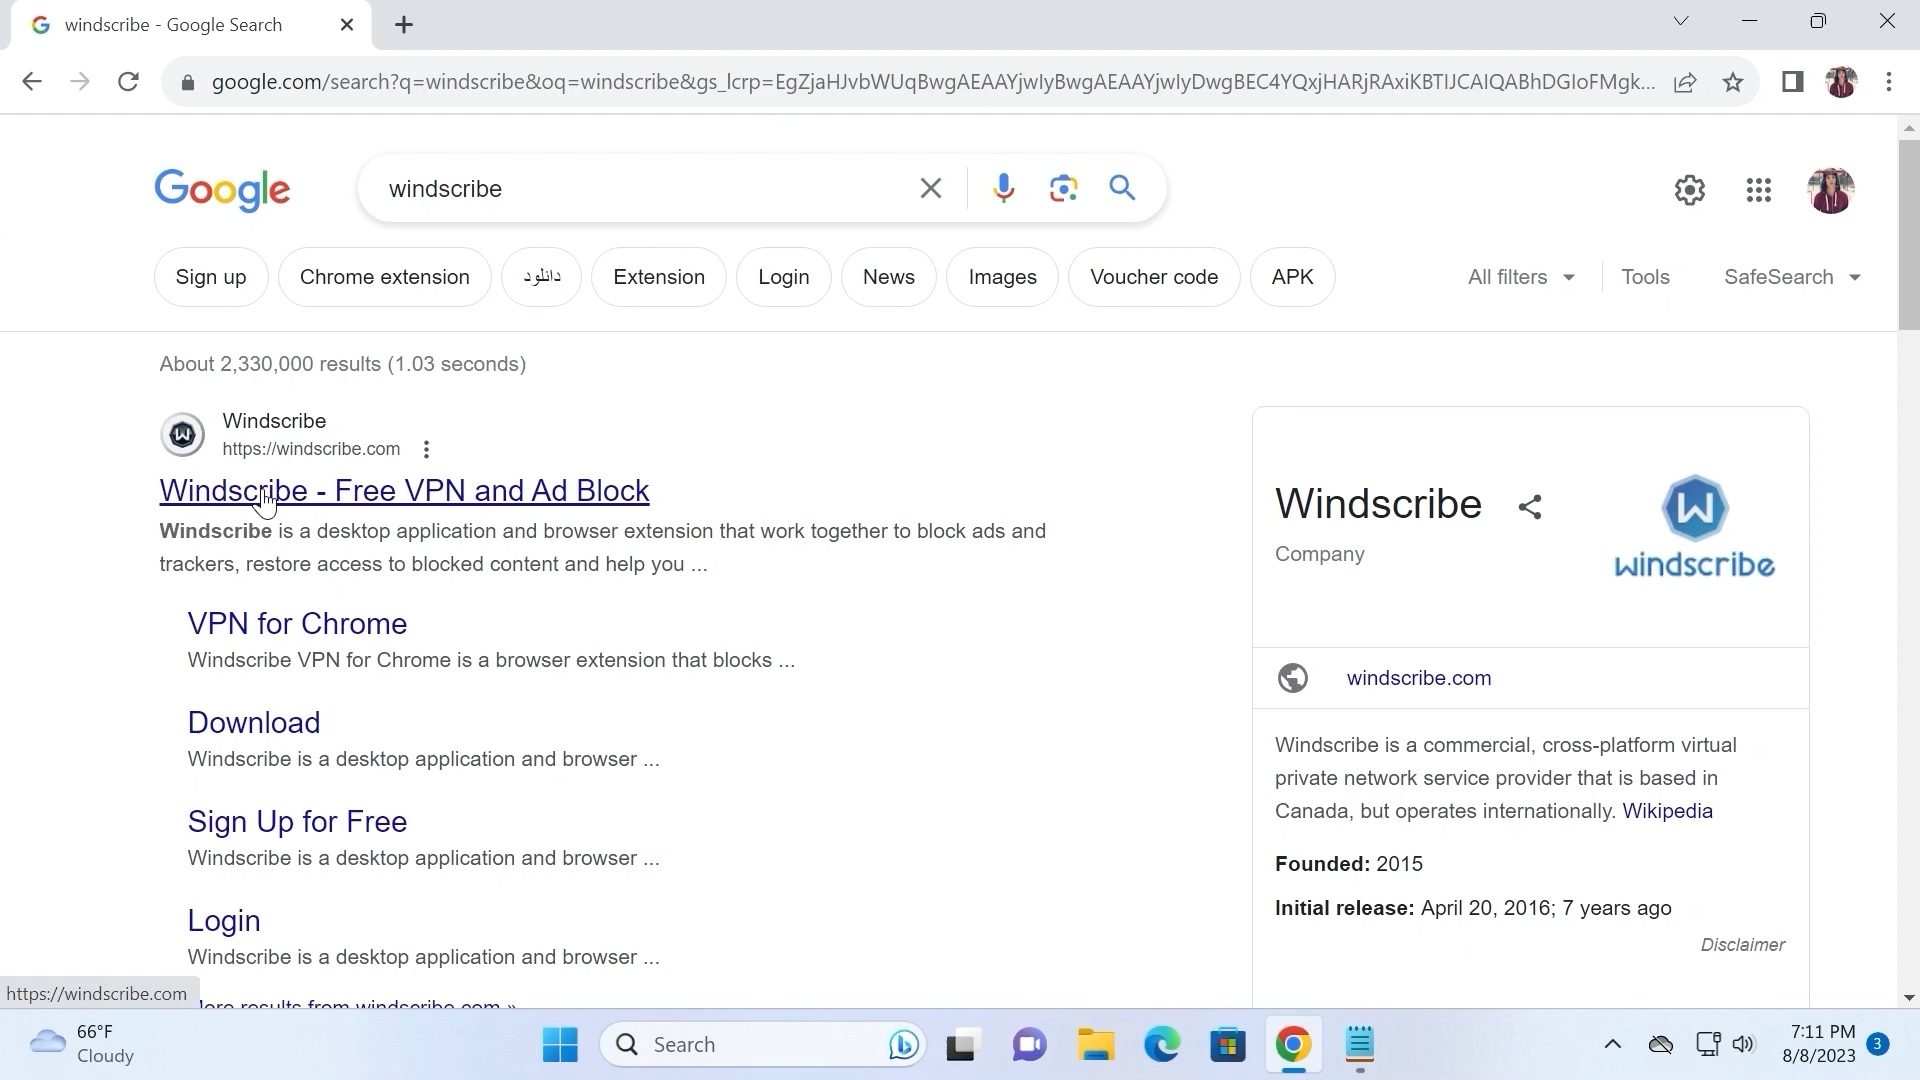 windscribe - Google Search
google.com/search?q=windscribe&oq=windscribe&gs_lcrp=EgZjaHJvbWUqBwgAEAAYjwIyBwgAEAAYjwIyDwgBEC4YQxjHARjRAxiKBTIJCAIQABhDGIoFMgk...
Google
windscribe
Sign up
Chrome extension
دانلود
Extension
Login
News
Images
Voucher code
APK
All filters
Tools
SafeSearch
About 2,330,000 results (1.03 seconds)
Windscribe
https://windscribe.com
Windscribe - Free VPN and Ad Block
Windscribe is a desktop application and browser extension that work together to block ads and
trackers, restore access to blocked content and help you ...
VPN for Chrome
Windscribe VPN for Chrome is a browser extension that blocks ...
Download
Windscribe is a desktop application and browser ...
Sign Up for Free
Windscribe is a desktop application and browser ...
Login
Windscribe is a desktop application and browser ...
More results from windscribe.com »
https://windscribe.com
Windscribe
Company
windscribe
windscribe.com
Windscribe is a commercial, cross-platform virtual
private network service provider that is based in
Canada, but operates internationally. Wikipedia
Founded: 2015
Initial release: April 20, 2016; 7 years ago
Disclaimer
66°F
Cloudy
Search
7:11 PM
8/8/2023
3